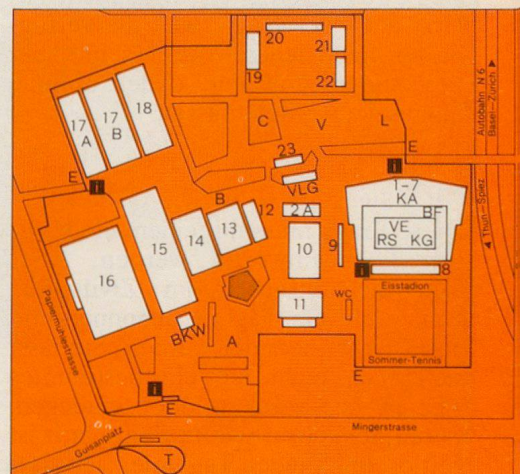 20
21
19
22
18
17
B
17
A
C
V
L
E
23
VLG
E
B
12
2A
1-7
KA
BF
VE
RS KG
13
14
15
10
9
8
16
11
WC
Eisstadion
BKW
A
Sommer-Tennis
E
E
i
i
i
i
Papiermühlestrasse
Guisanplatz
Mingerstrasse
T
Autobahn N6
Basel-Zürich ▶
◀ Thun-Spiez